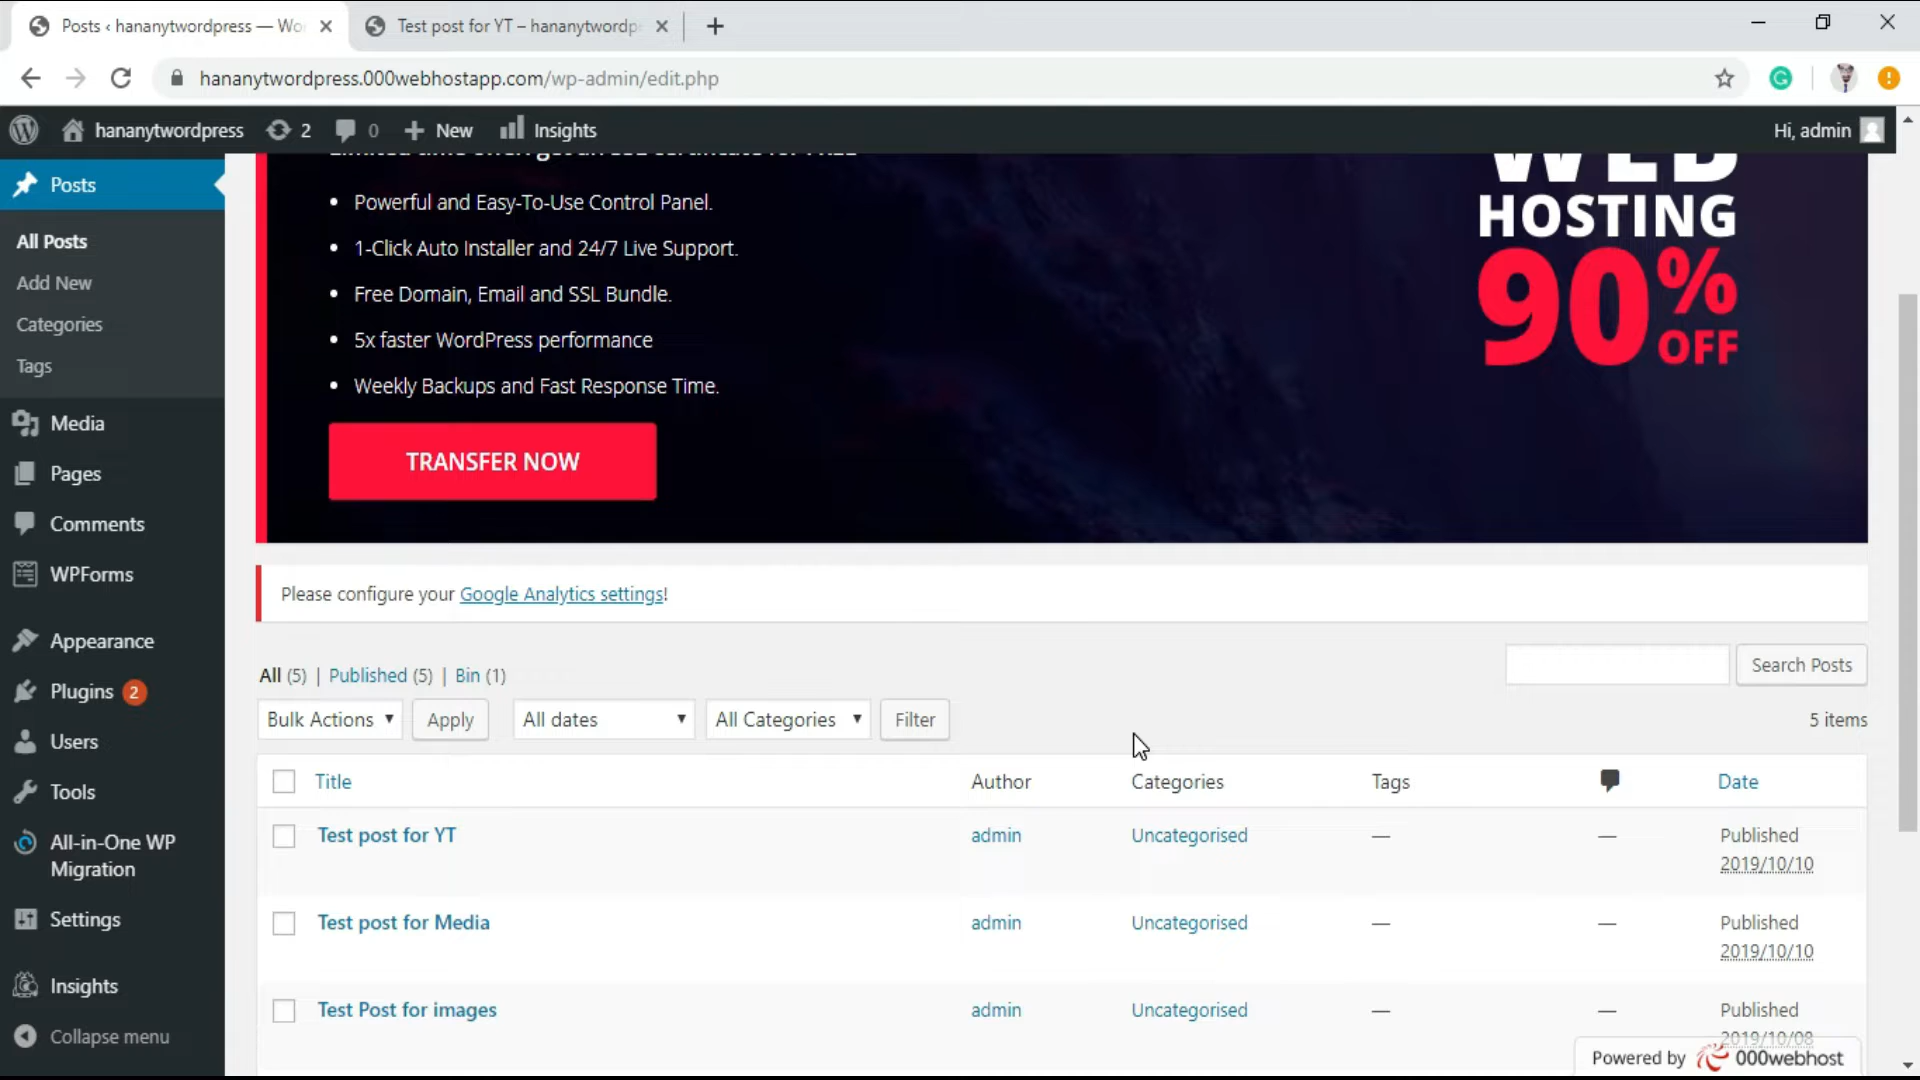 Posts ‹ hananytwordpress — Wo
Test post for YT – hananytwordp
hananytwordpress.000webhostapp.com/wp-admin/edit.php
hananytwordpress 2 0 New Insights
Hi, admin
Posts
All Posts
Add New
Categories
Tags
Media
Pages
Comments
WPForms
Appearance
Plugins 2
Users
Tools
All-in-One WP
Migration
Settings
Insights
Collapse menu
• Powerful and Easy-To-Use Control Panel.
• 1-Click Auto Installer and 24/7 Live Support.
• Free Domain, Email and SSL Bundle.
• 5x faster WordPress performance
• Weekly Backups and Fast Response Time.
TRANSFER NOW
WEB
HOSTING
90%
OFF
Please configure your Google Analytics settings!
All (5) | Published (5) | Bin (1)
Search Posts
Bulk Actions Apply All dates All Categories Filter
5 items
Title Author Categories Tags Date
Test post for YT admin Uncategorised — — Published
2019/10/10
Test post for Media admin Uncategorised — — Published
2019/10/10
Test Post for images admin Uncategorised — — Published
2019/10/08
Powered by 000webhost